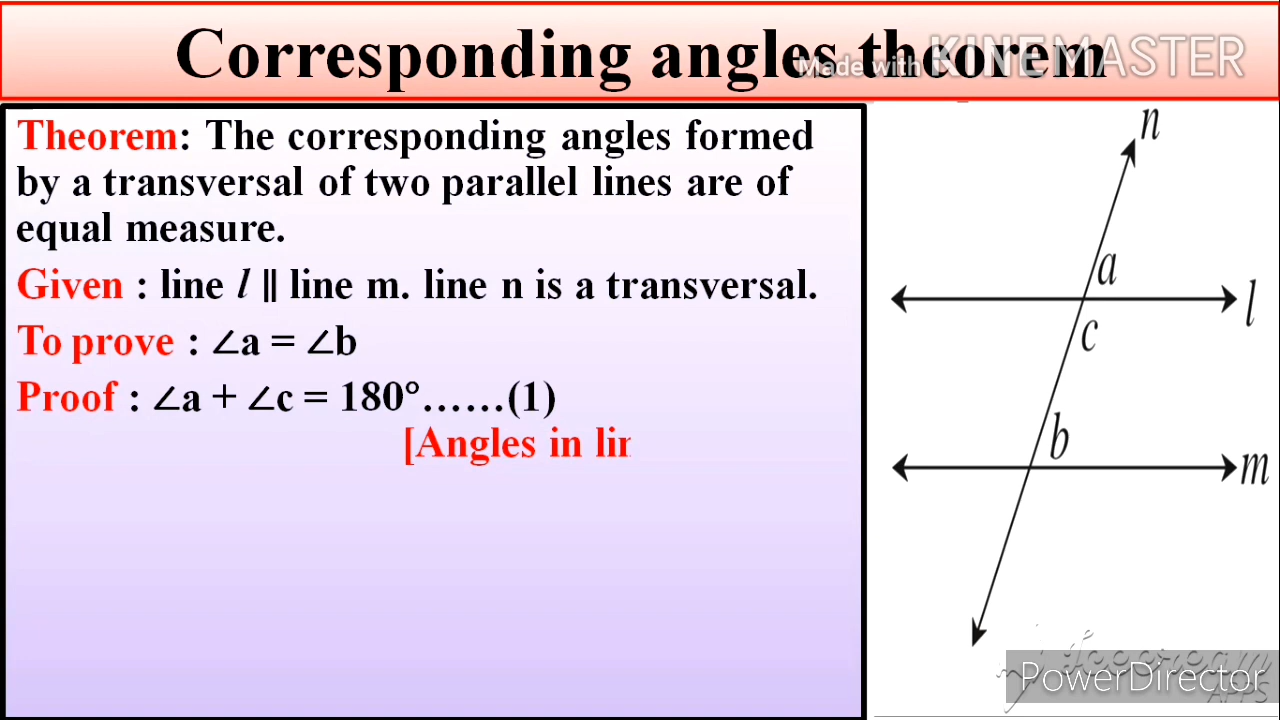 Corresponding angles theorem
Made with KINEMASTER
Theorem: The corresponding angles formed
by a transversal of two parallel lines are of
equal measure.
Given : line l ∥ line m. line n is a transversal.
To prove : ∠a = ∠b
Proof : ∠a + ∠c = 180°……(1)
[Angles in lin
n
a
l
c
b
m
PowerDirector
APPS